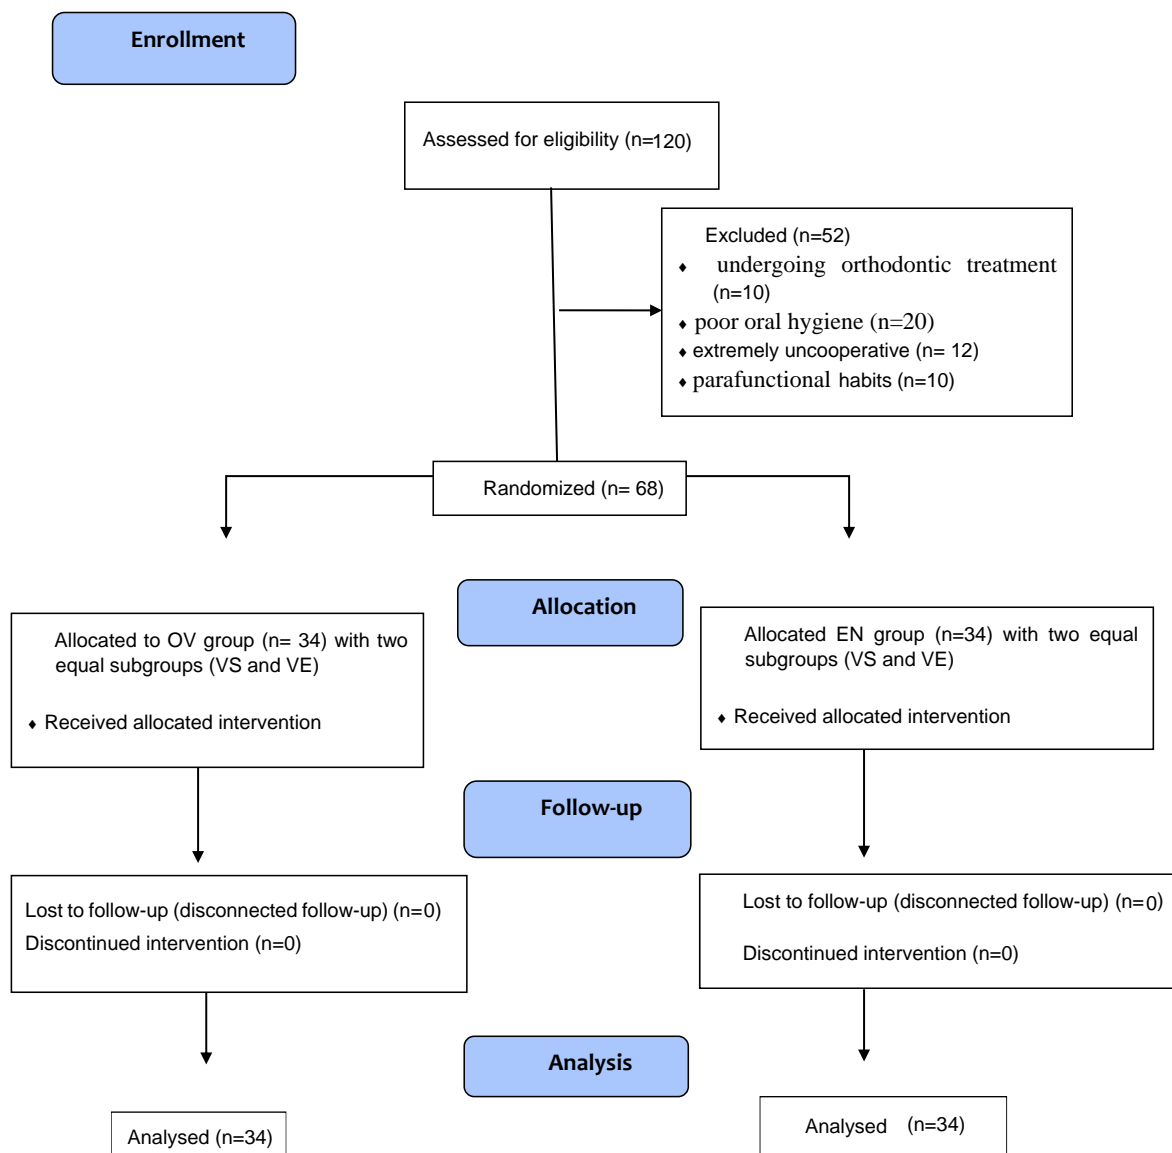 Enrollment
Assessed for eligibility (n=120)
Excluded (n=52)
♦ undergoing orthodontic treatment
(n=10)
♦ poor oral hygiene (n=20)
♦ extremely uncooperative (n= 12)
♦ parafunctional habits (n=10)
Randomized (n= 68)
Allocation
Allocated to OV group (n= 34) with two
equal subgroups (VS and VE)
♦ Received allocated intervention
Allocated EN group (n=34) with two equal
subgroups (VS and VE)
♦ Received allocated intervention
Follow-up
Lost to follow-up (disconnected follow-up) (n=0)
Discontinued intervention (n=0)
Lost to follow-up (disconnected follow-up) (n=0)
Discontinued intervention (n=0)
Analysis
Analysed (n=34)
Analysed (n=34)